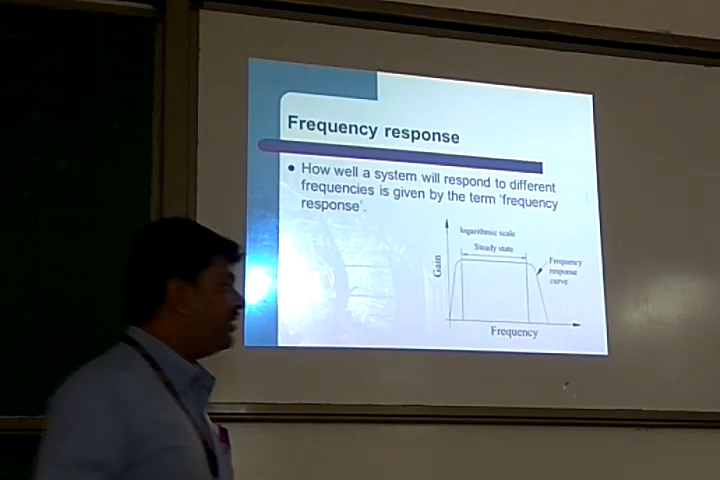 Frequency response
• How well a system will respond to different
frequencies is given by the term 'frequency
response'.
logarithmic scale
Steady state
Gain
Frequency
response
curve
Frequency